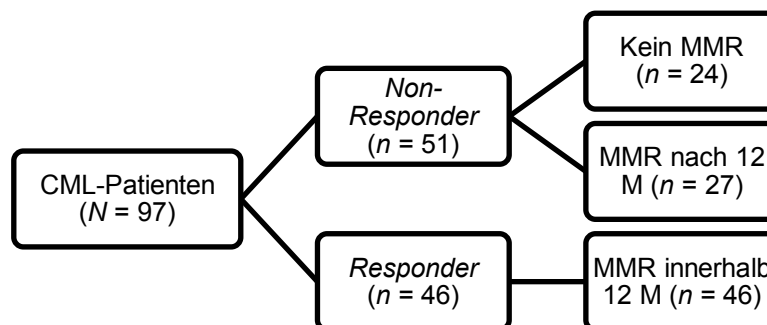 CML-Patienten
(N = 97)
Non-
Responder
(n = 51)
Responder
(n = 46)
Kein MMR
(n = 24)
MMR nach 12
M (n = 27)
MMR innerhalb
12 M (n = 46)